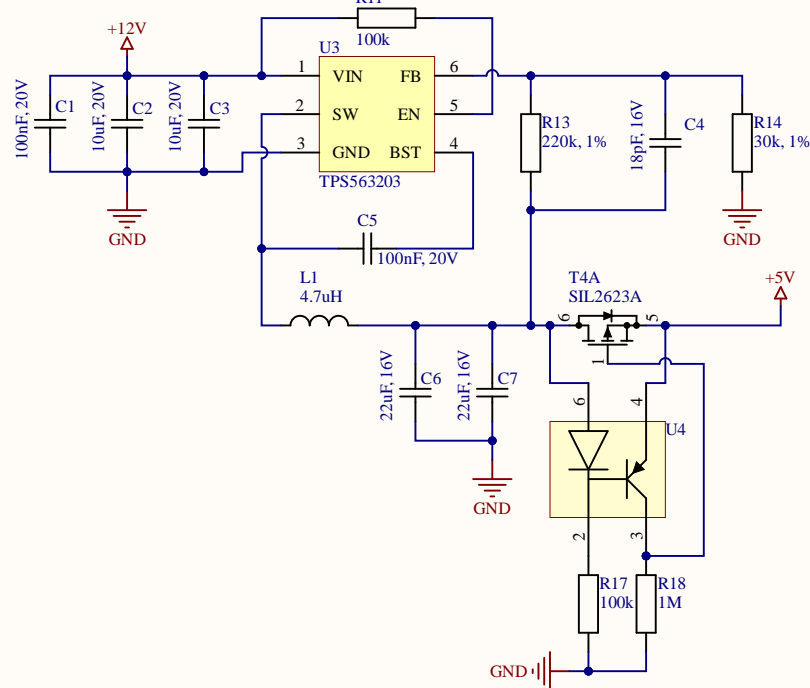 100k
+12V
U3
1
VIN
FB
6
2
SW
EN
5
3
GND
BST
4
TPS563203
C1
100nF, 20V
C2
10uF, 20V
C3
10uF, 20V
GND
R13
220k, 1%
C4
18pF, 16V
R14
30k, 1%
GND
C5
100nF, 20V
L1
4.7uH
T4A
SIL2623A
+5V
6
5
1
C6
22uF, 16V
C7
22uF, 16V
GND
6
4
U4
2
3
R17
100k
R18
1M
GND